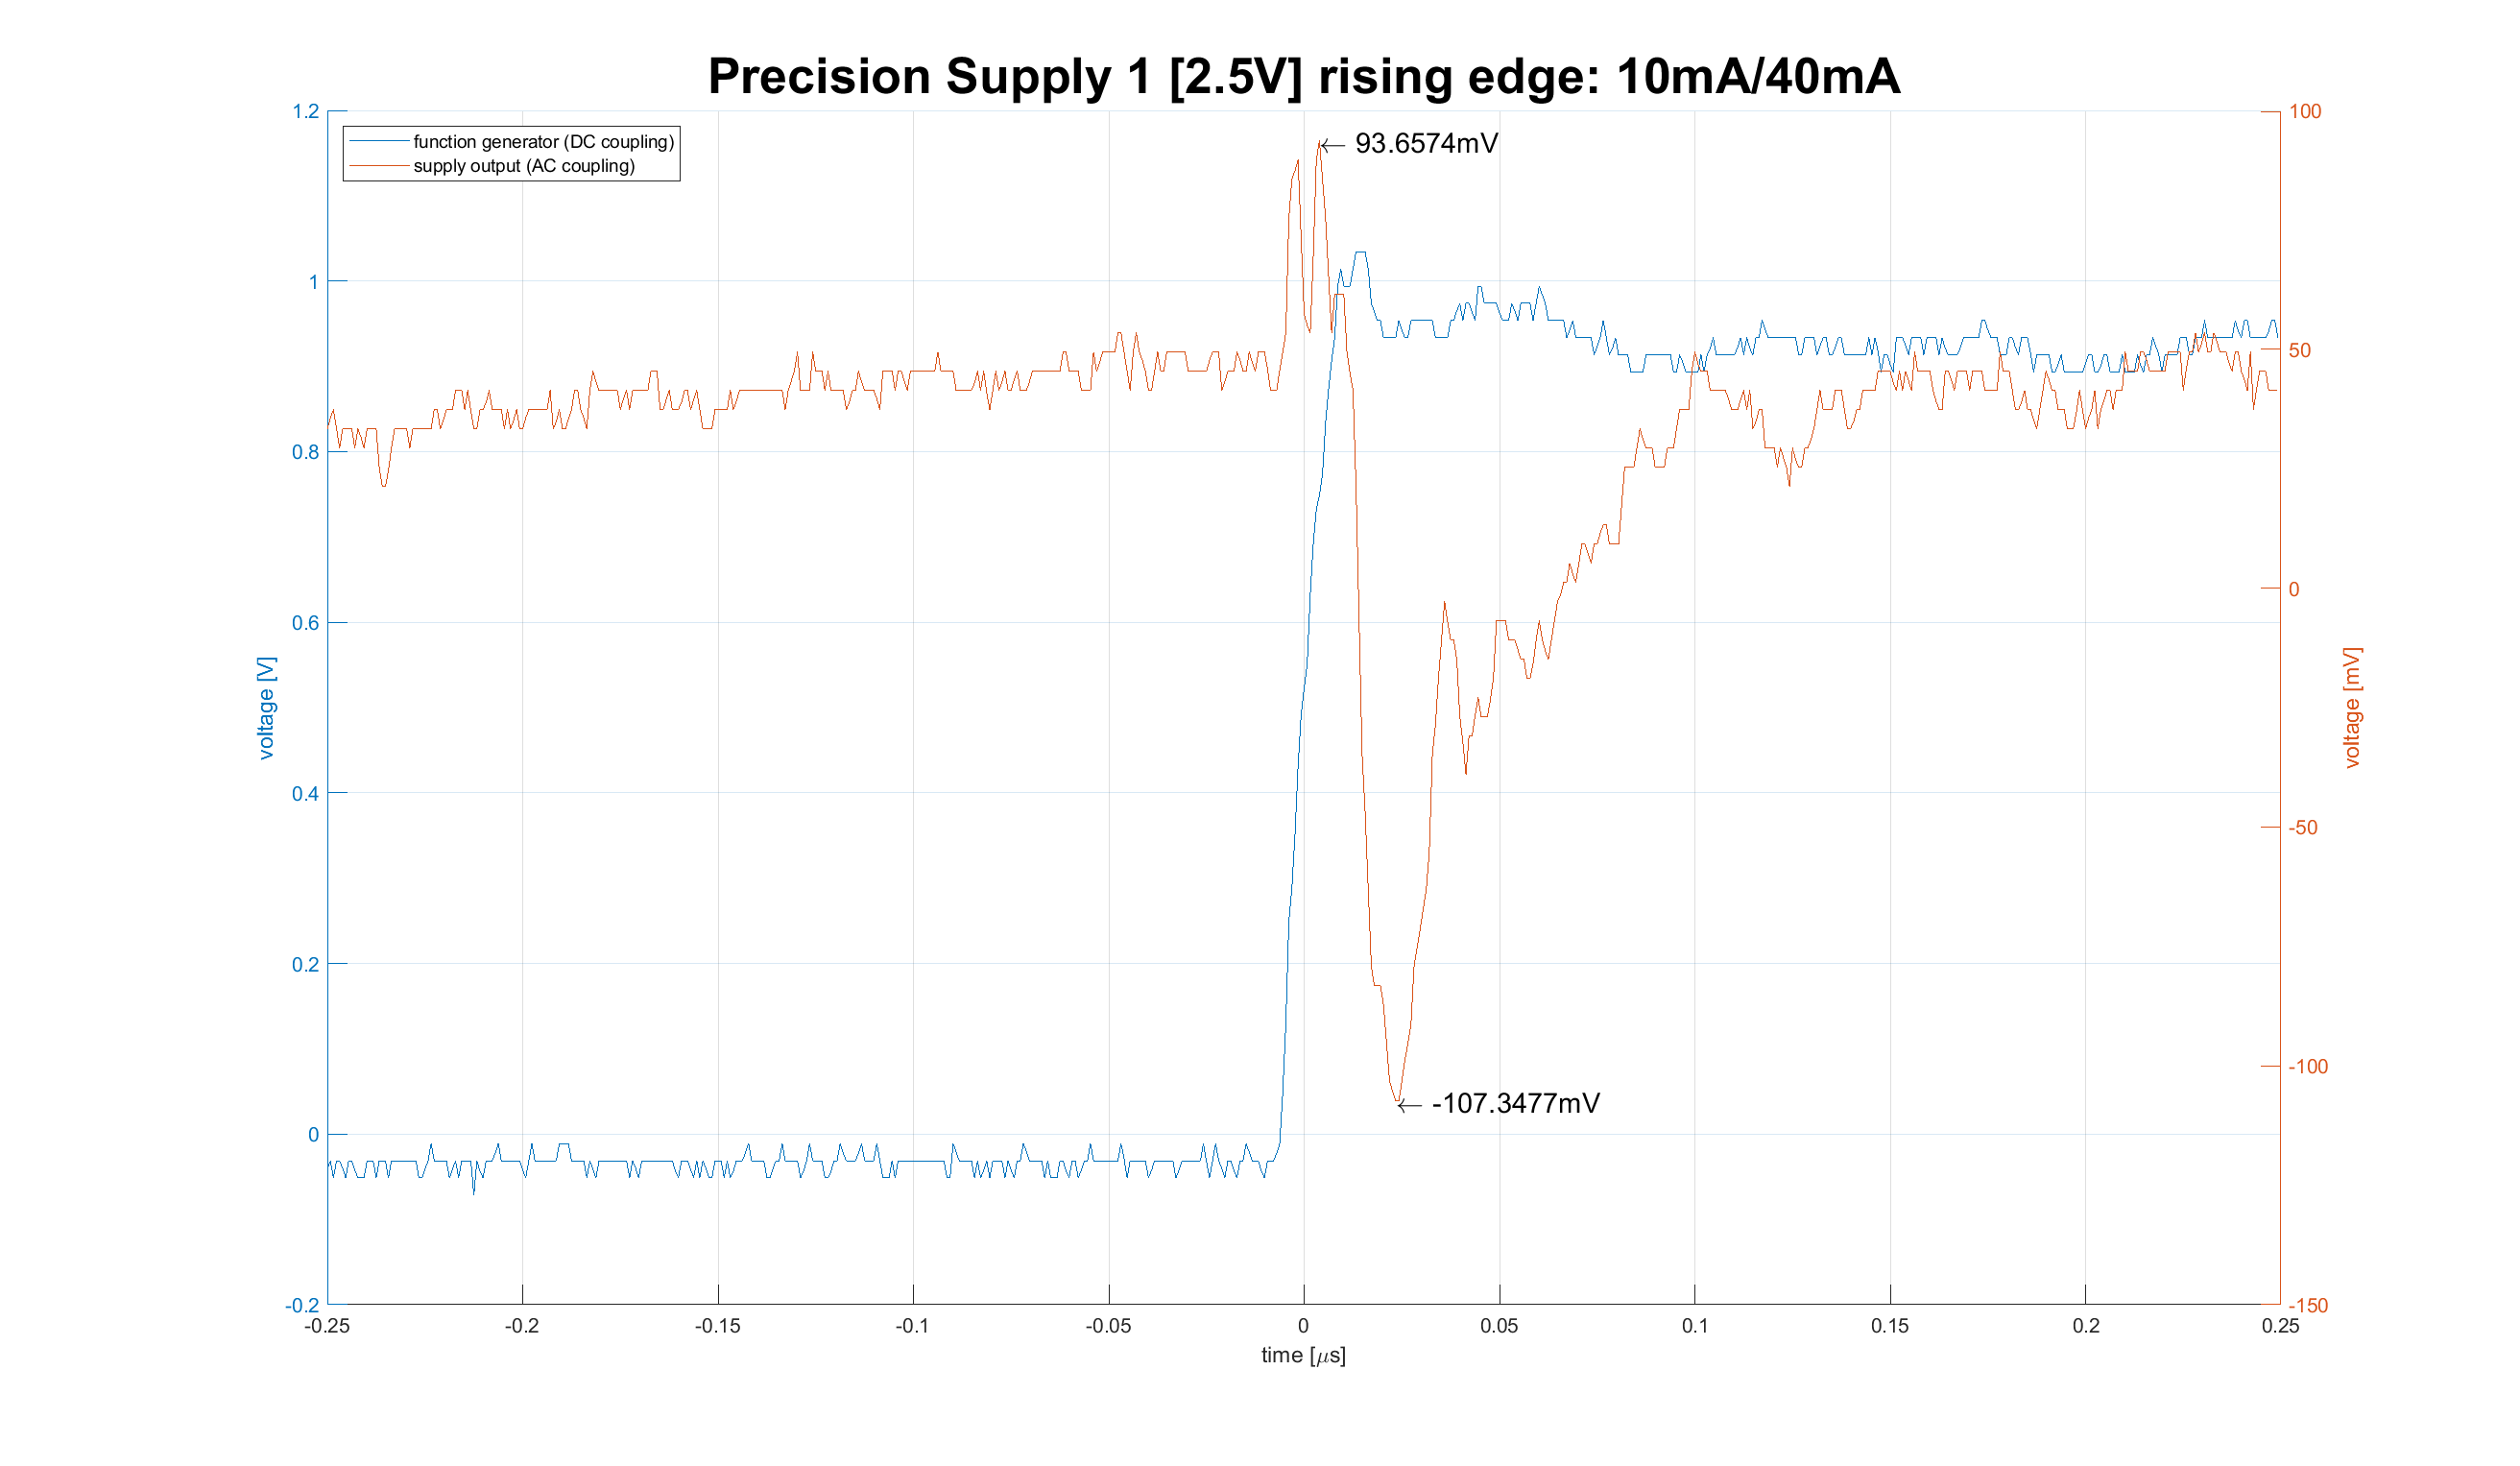 Precision Supply 1 [2.5V] rising edge: 10mA/40mA
function generator (DC coupling)
supply output (AC coupling)
← 93.6574mV
← -107.3477mV
voltage [V]
1.2
1
0.8
0.6
0.4
0.2
0
-0.2
voltage [mV]
100
50
0
-50
-100
-150
-0.25 -0.2 -0.15 -0.1 -0.05 0 0.05 0.1 0.15 0.2 0.25
time [μs]